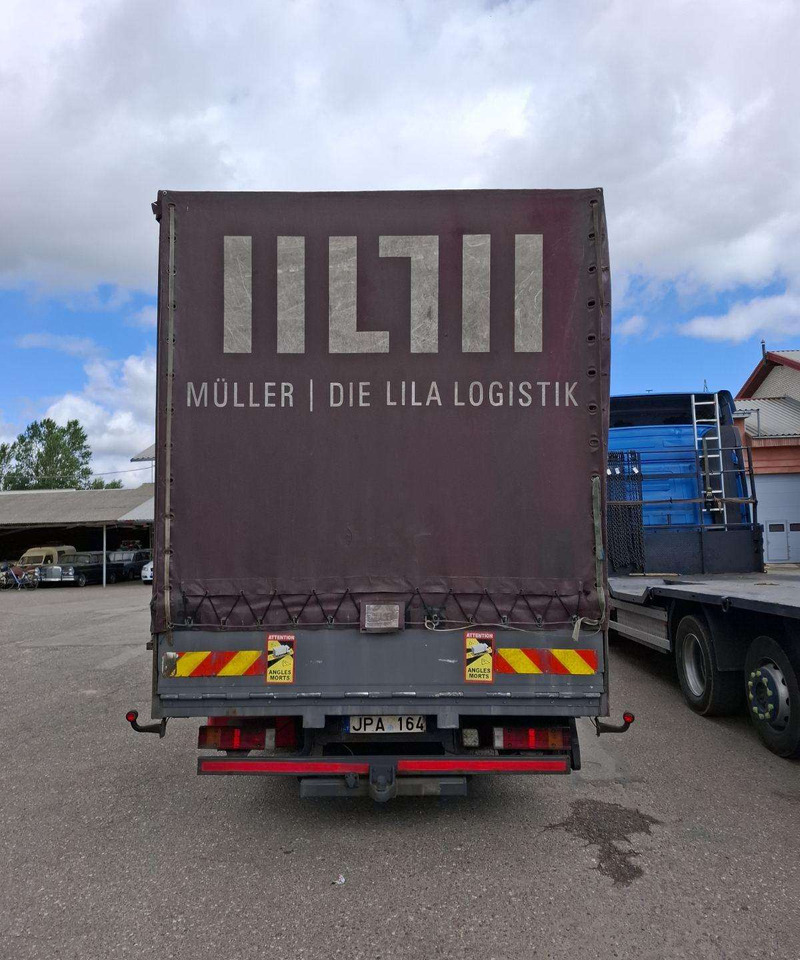 MÜLLER | DIE LILA LOGISTIK
ATTENTION
ANGLES
MORTS
ATTENTION
ANGLES
MORTS
JPA 164